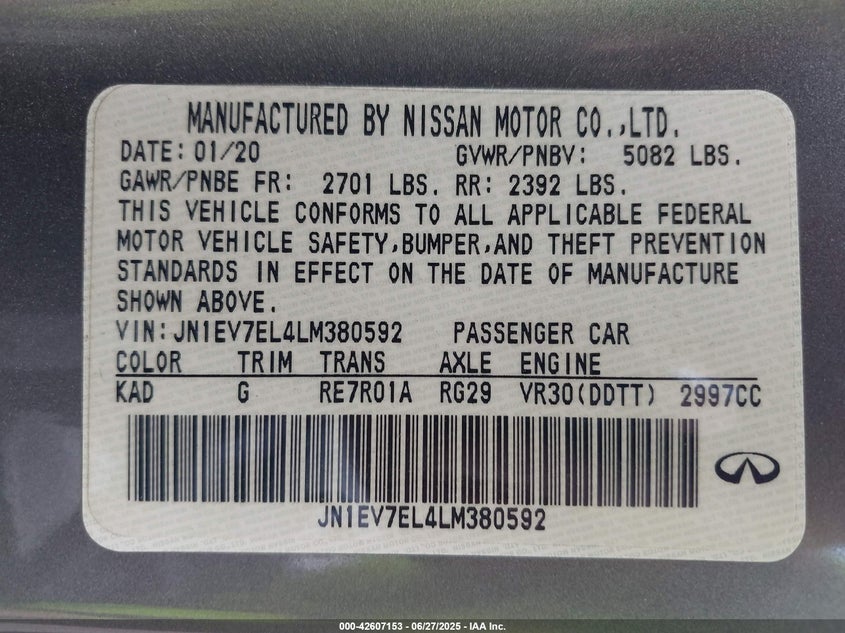 MANUFACTURED BY NISSAN MOTOR CO.,LTD.
DATE: 01/20 GVWR/PNBV: 5082 LBS.
GAWR/PNBE FR: 2701 LBS. RR: 2392 LBS.
THIS VEHICLE CONFORMS TO ALL APPLICABLE FEDERAL
MOTOR VEHICLE SAFETY,BUMPER,AND THEFT PREVENTION
STANDARDS IN EFFECT ON THE DATE OF MANUFACTURE
SHOWN ABOVE.
VIN:JN1EV7EL4LM380592 PASSENGER CAR
COLOR TRIM TRANS AXLE ENGINE
KAD G RE7R01A RG29 VR30(DDTT) 2997CC
JN1EV7EL4LM380592
000-42607153 - 06/27/2025 - IAA Inc.